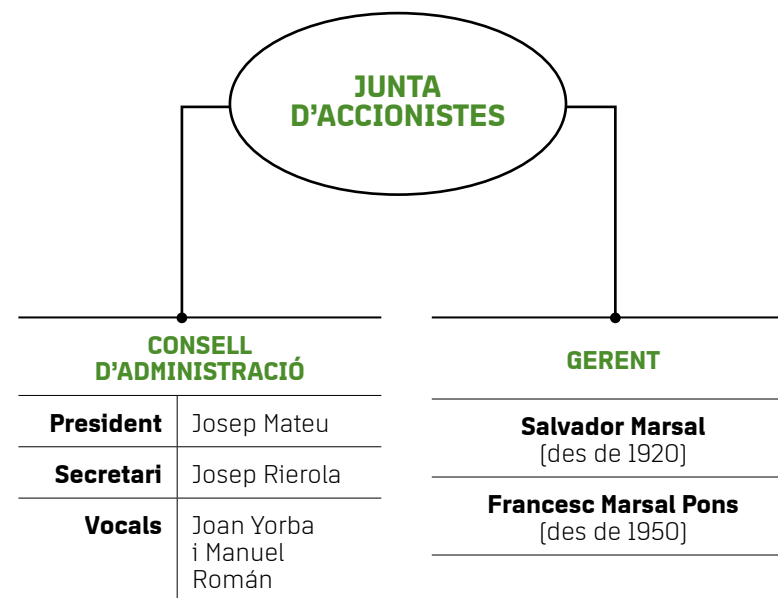 JUNTA
D'ACCIONISTES
CONSELL
D'ADMINISTRACIÓ
President Josep Mateu
Secretari Josep Rierola
Vocals Joan Yorba
i Manuel
Román
GERENT
Salvador Marsal
(des de 1920)
Francesc Marsal Pons
(des de 1950)